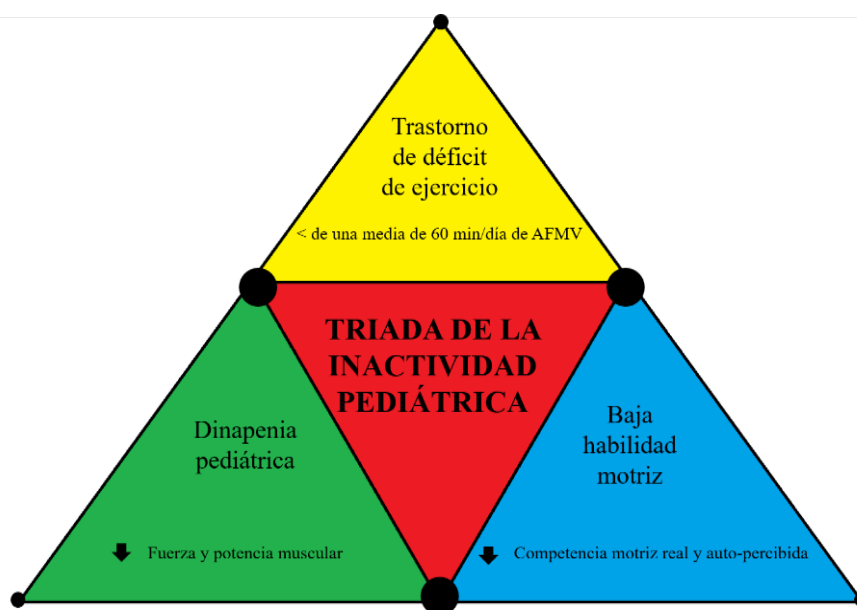 Trastorno
de déficit
de ejercicio
< de una media de 60 min/día de AFMV
TRIADA DE LA
INACTIVIDAD
PEDIÁTRICA
Dinapenia
pediátrica
Fuerza y potencia muscular
Baja
habilidad
motriz
Competencia motriz real y auto-percibida